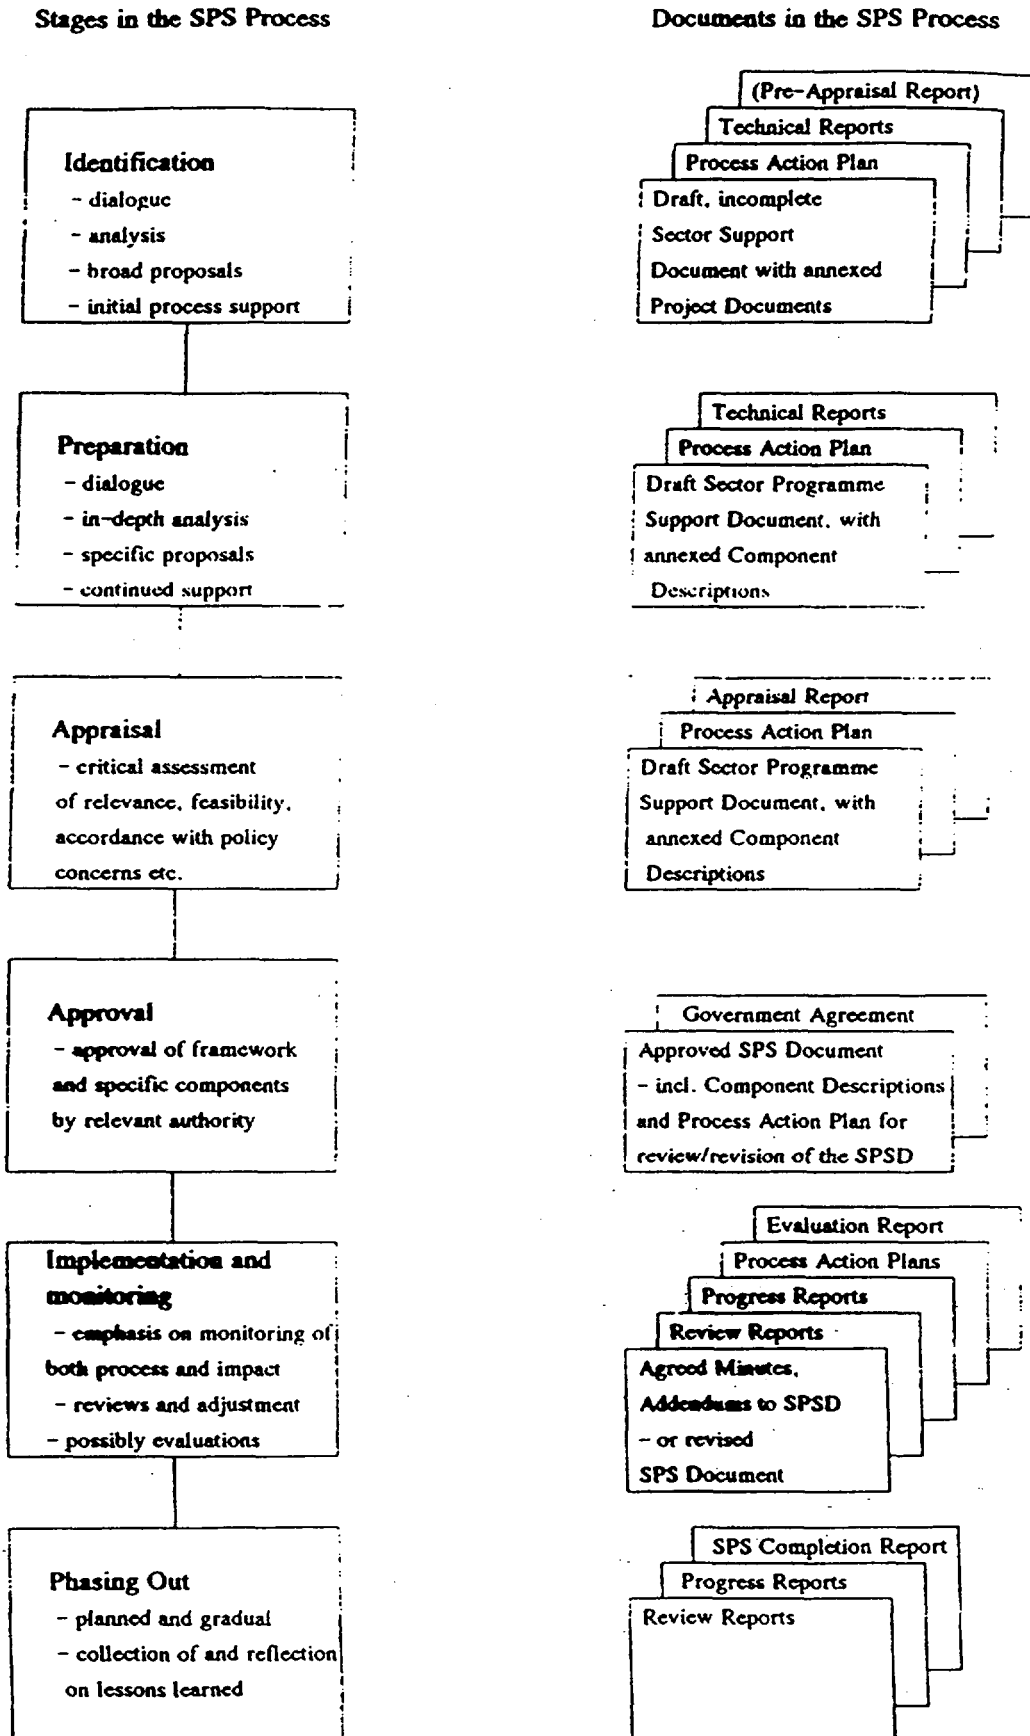 Stages in the SPS Process
Identification
- dialogue
- analysis
- broad proposals
- initial process support
Preparation
- dialogue
- in-depth analysis
- specific proposals
- continued support
Appraisal
- critical assessment
of relevance, feasibility,
accordance with policy
concerns etc.
Approval
- approval of framework
and specific components
by relevant authority
Implementation and
monitoring
- emphasis on monitoring of
both process and impact
- reviews and adjustment
- possibly evaluations
Phasing Out
- planned and gradual
- collection of and reflection
on lessons learned
Documents in the SPS Process
(Pre-Appraisal Report)
Technical Reports
Process Action Plan
Draft, incomplete
Sector Support
Document with annexed
Project Documents
Technical Reports
Process Action Plan
Draft Sector Programme
Support Document, with
annexed Component
Descriptions
Appraisal Report
Process Action Plan
Draft Sector Programme
Support Document, with
annexed Component
Descriptions
Government Agreement
Approved SPS Document
- incl. Component Descriptions
and Process Action Plan for
review/revision of the SPSD
Evaluation Report
Process Action Plans
Progress Reports
Review Reports
Agreed Minutes,
Addendums to SPSD
- or revised
SPS Document
SPS Completion Report
Progress Reports
Review Reports